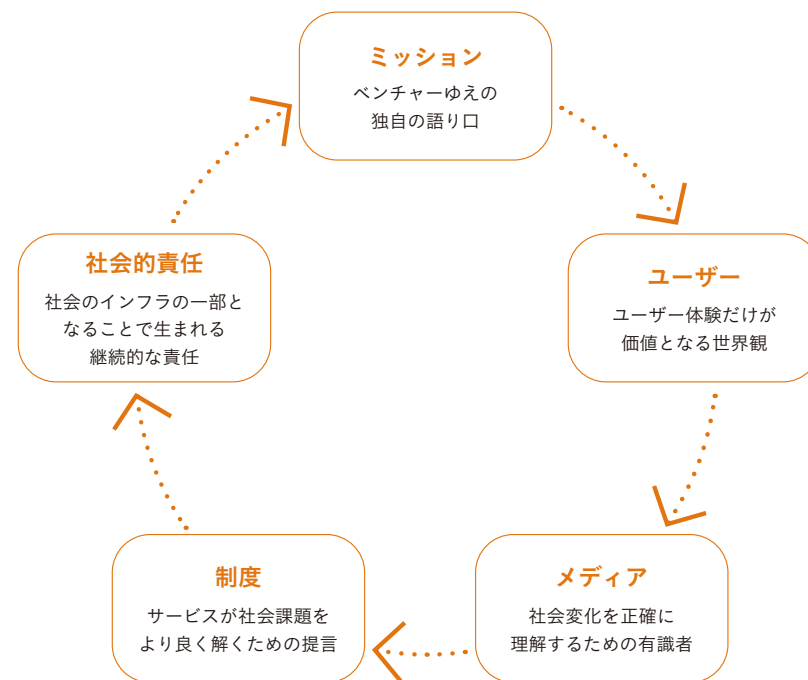 ミッション
ベンチャーゆえの
独自の語り口
ユーザー
ユーザー体験だけが
価値となる世界観
メディア
社会変化を正確に
理解するための有識者
制度
サービスが社会課題を
より良く解くための提言
社会的責任
社会のインフラの一部と
なることで生まれる
継続的な責任